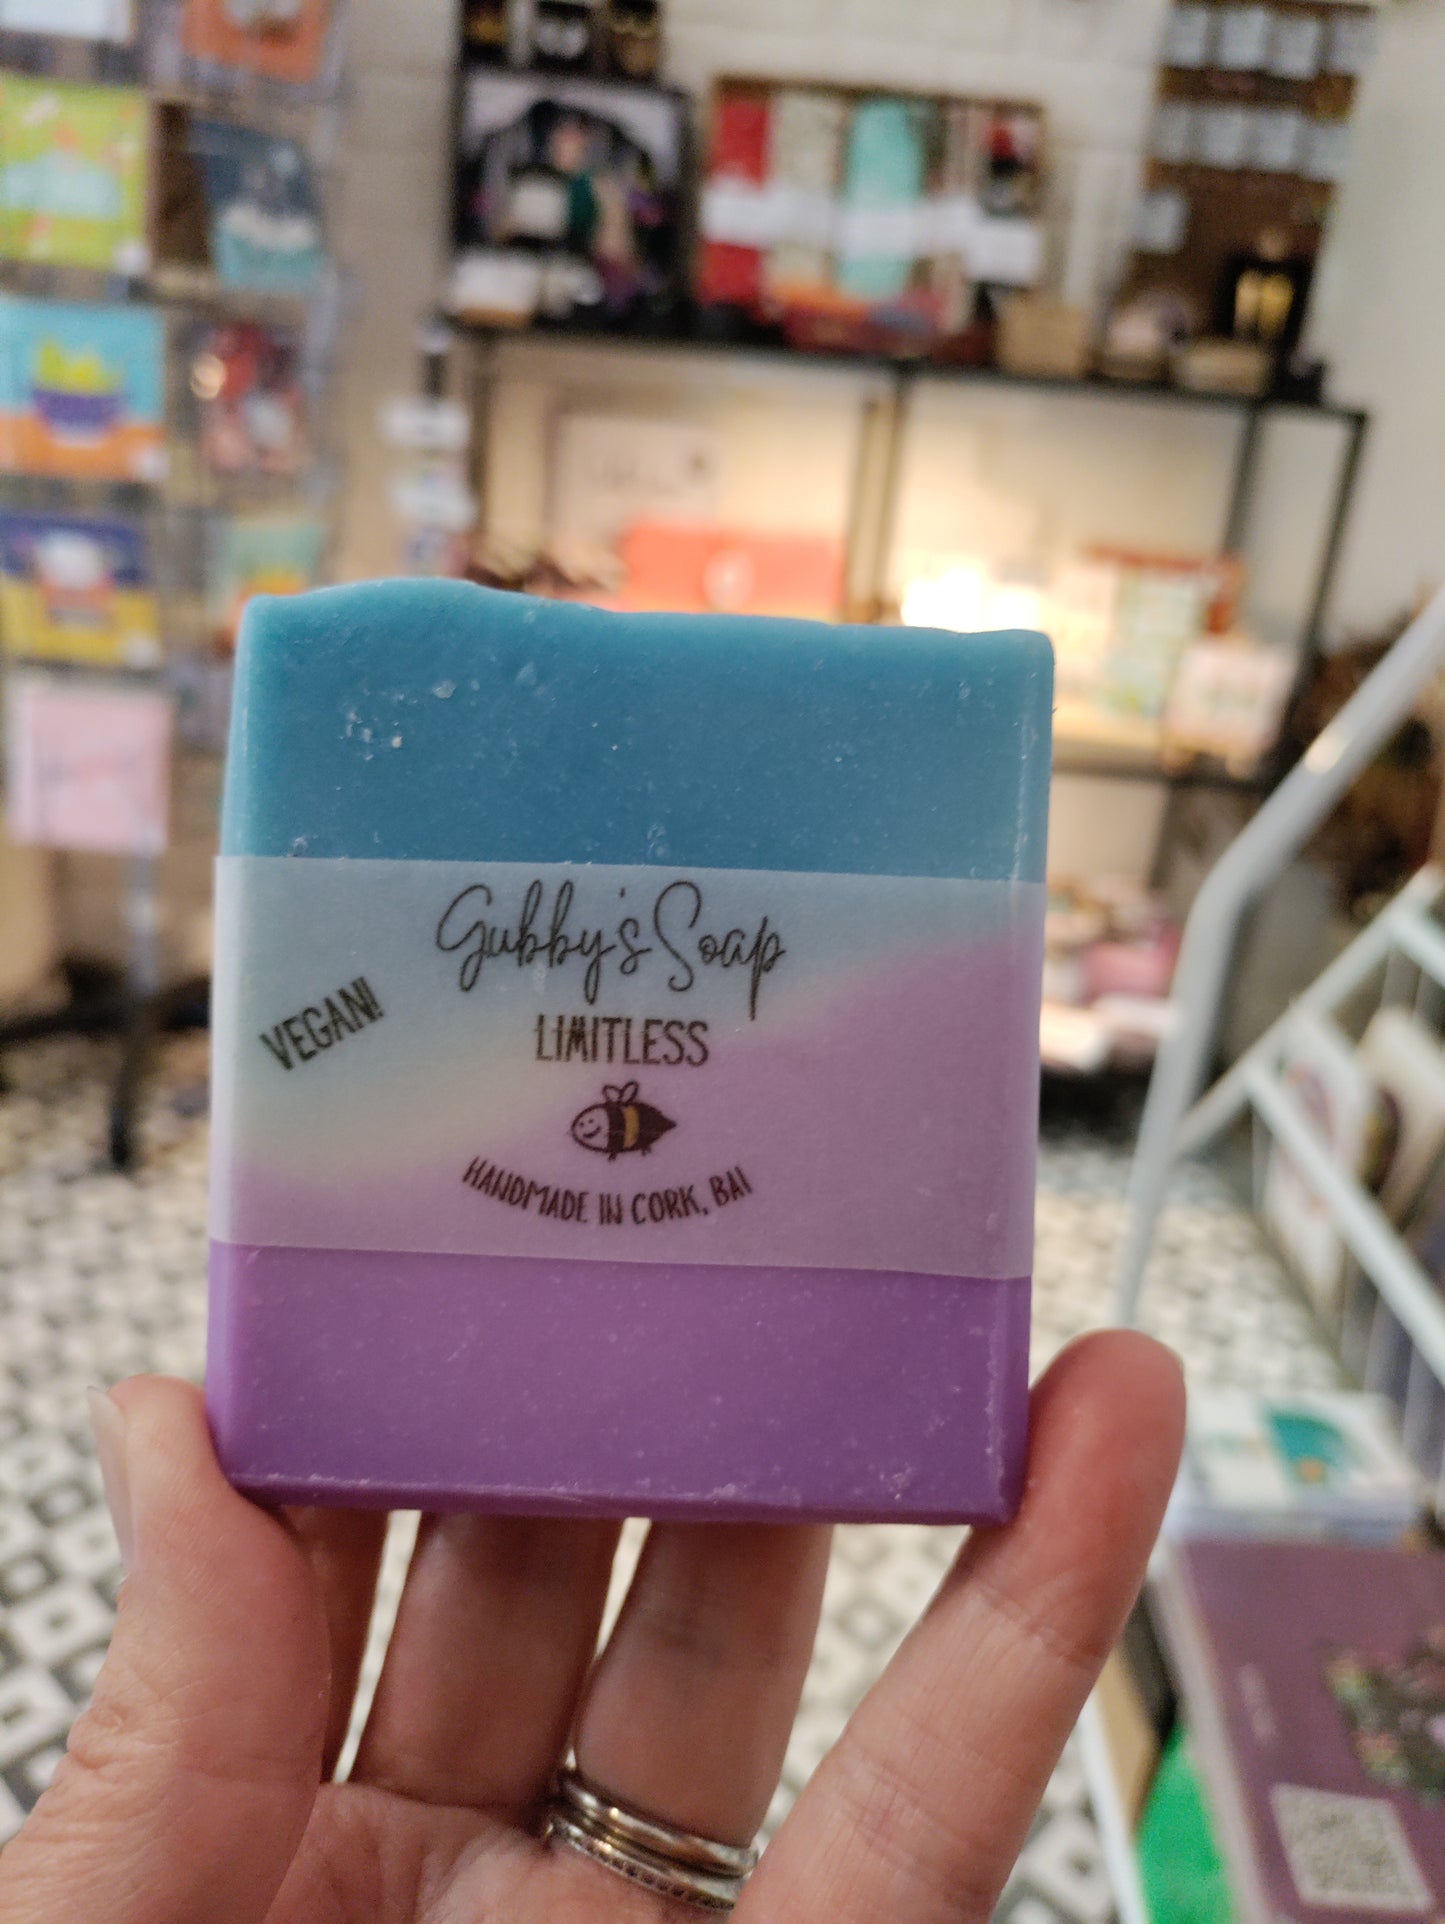 Gubby's Soap
VEGAN!
LIMITLESS
HANDMADE IN CORK, BAI